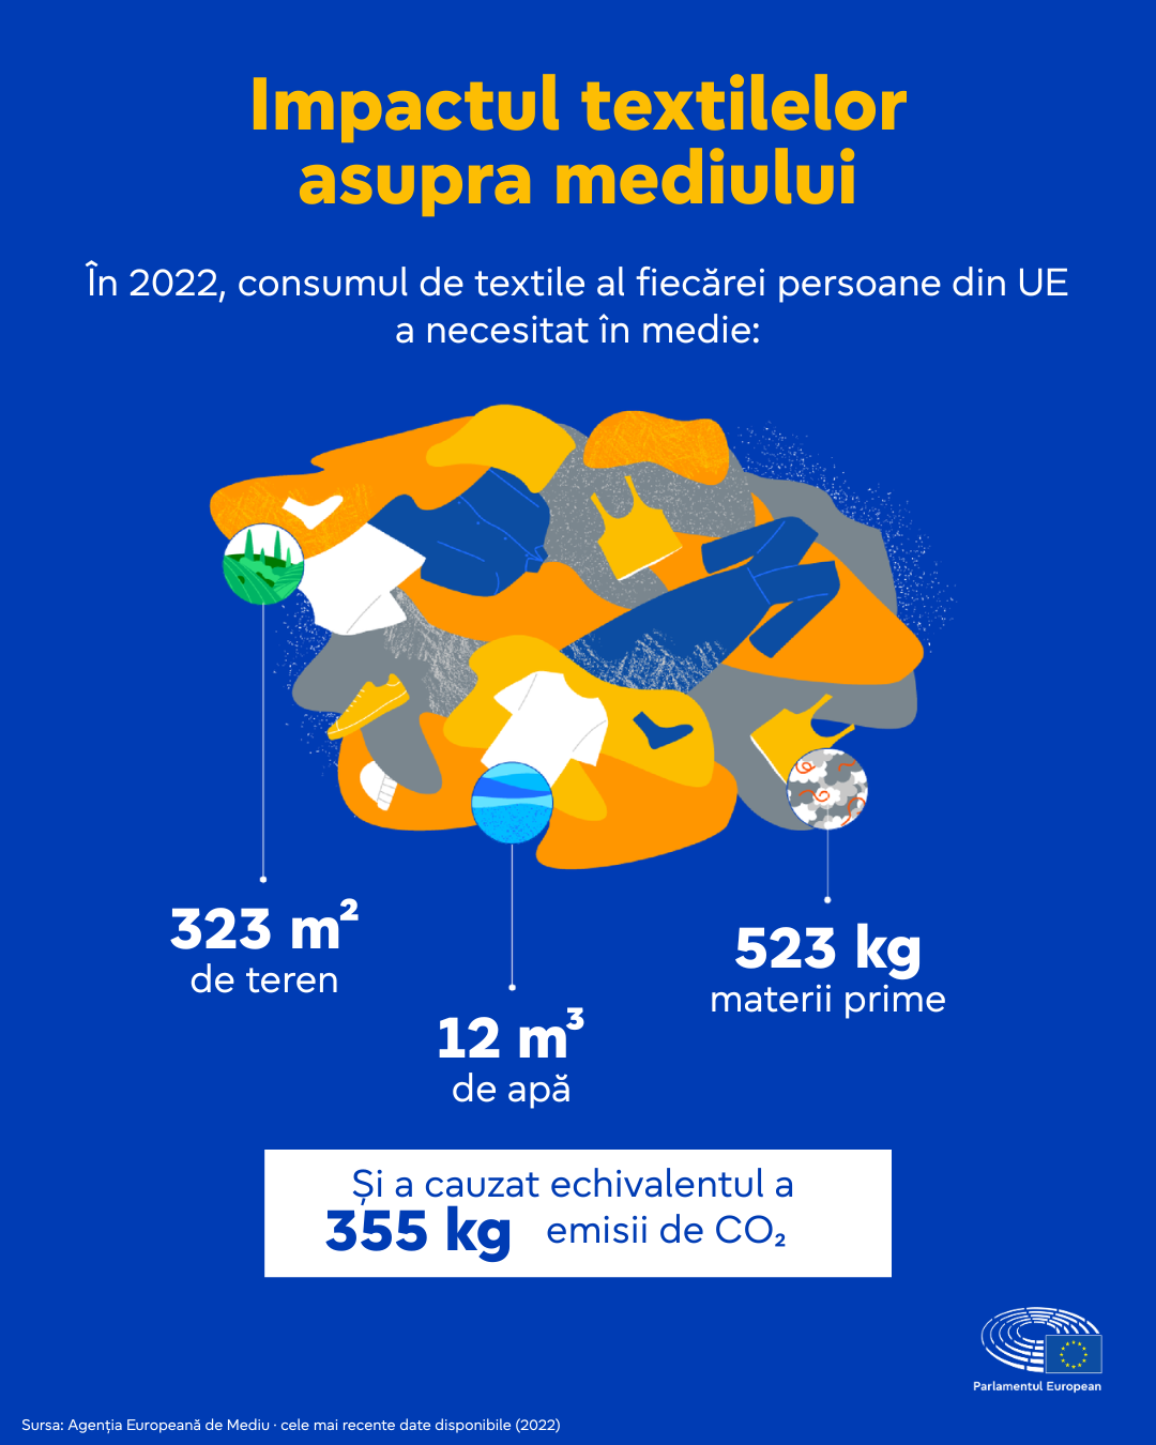 Impactul textilelor
asupra mediului
În 2022, consumul de textile al fiecărei persoane din UE
a necesitat în medie:
323 m²
de teren
12 m³
de apă
523 kg
materii prime
Și a cauzat echivalentul a
355 kg emisii de CO₂
Parlamentul European
Sursa: Agenția Europeană de Mediu · cele mai recente date disponibile (2022)